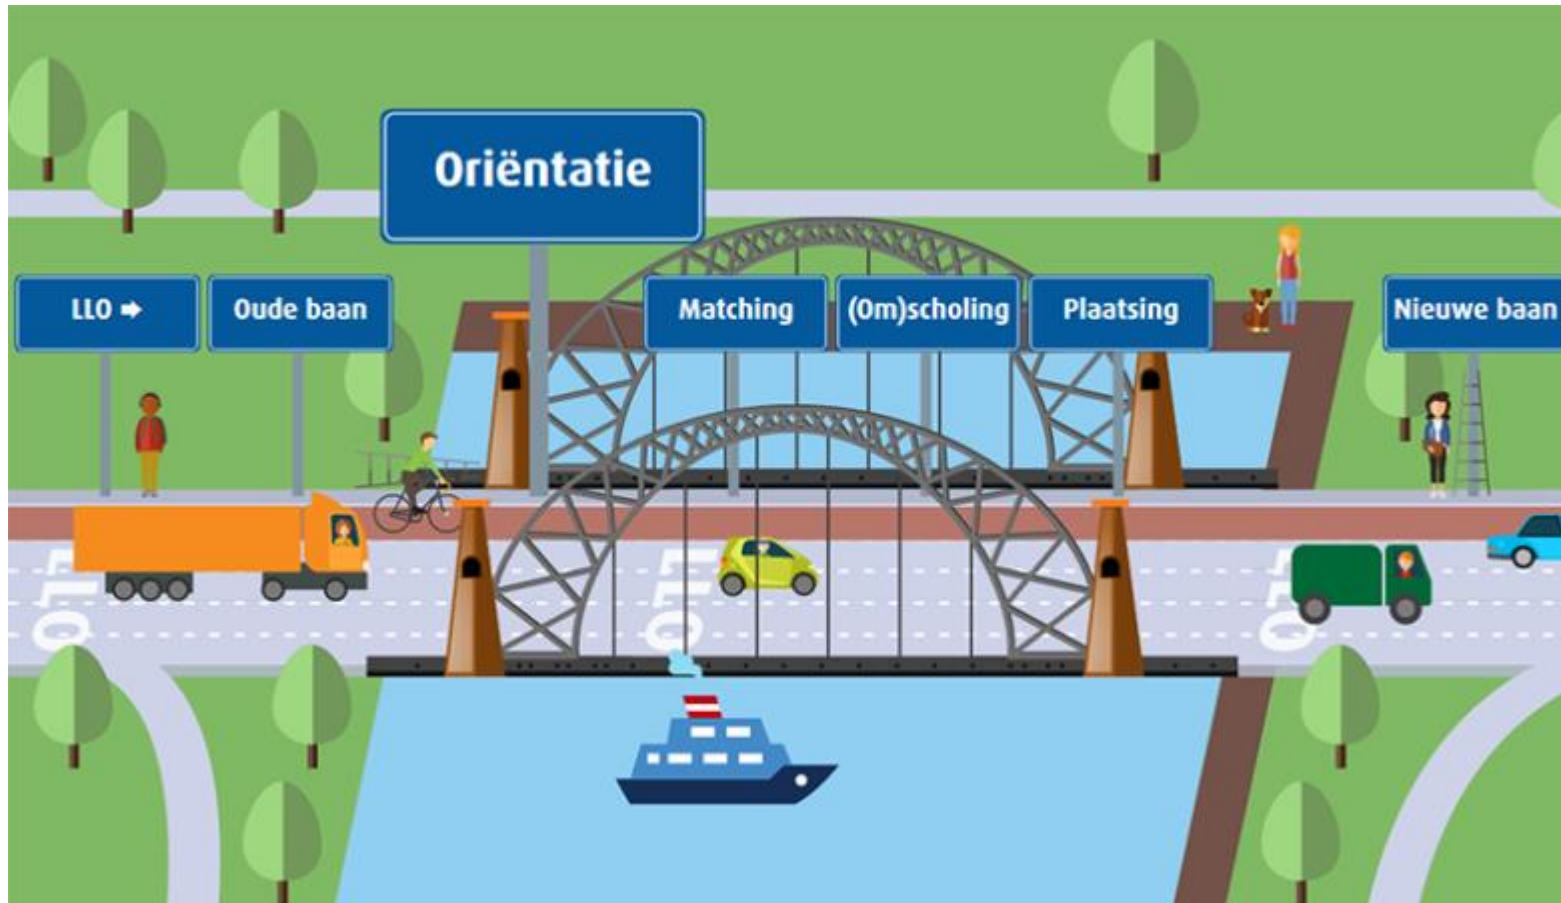 Oriëntatie
LLO ➡
Oude baan
Matching
(Om)scholing
Plaatsing
Nieuwe baan
LLO
LLO
LLO